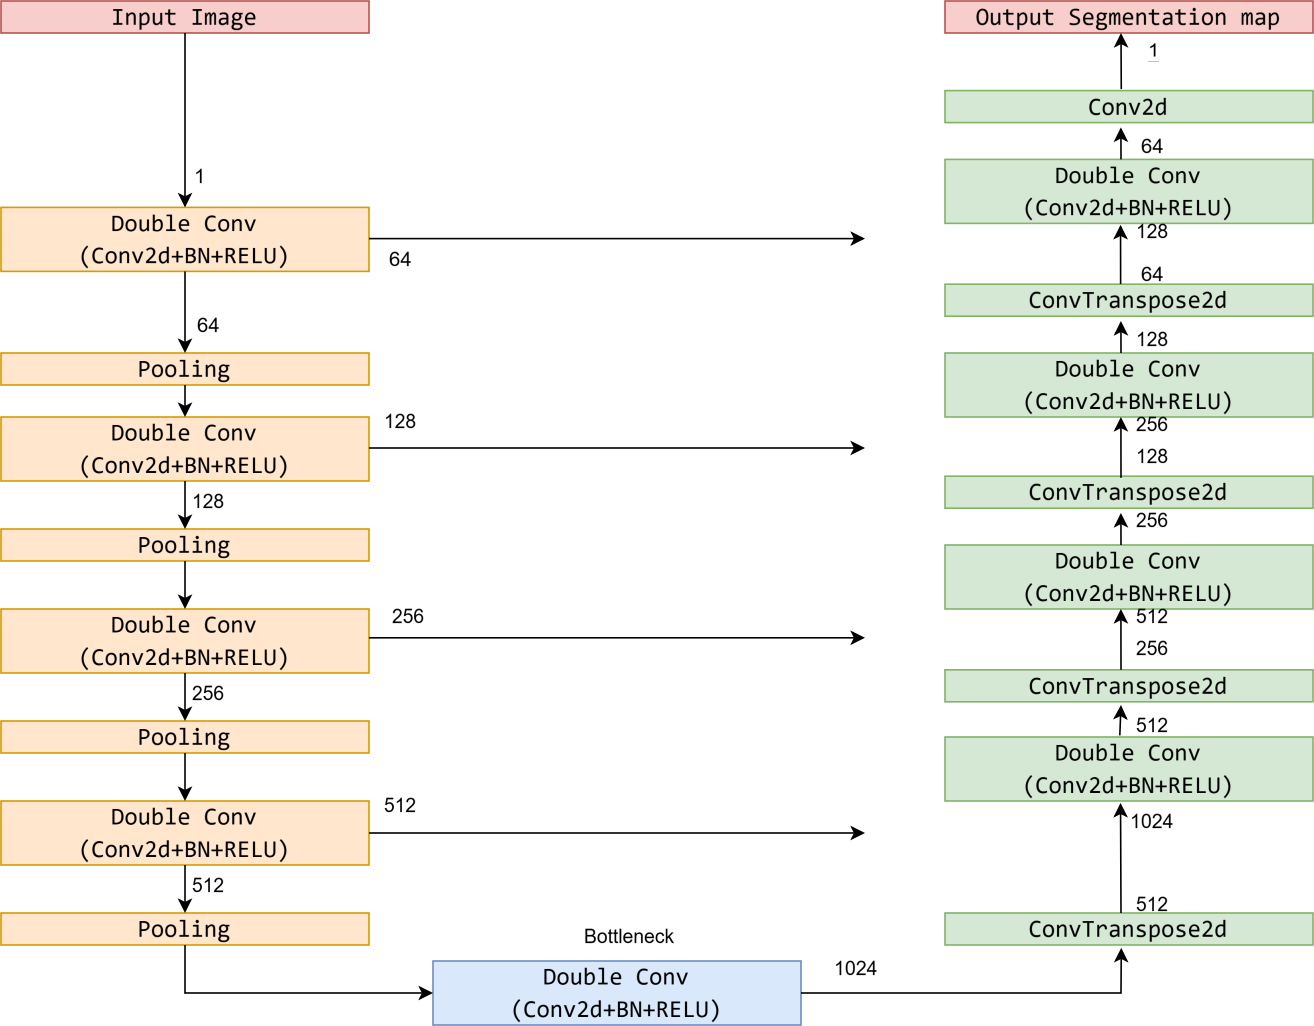 Input Image
1
Double Conv
(Conv2d+BN+RELU)
64
64
Pooling
Double Conv
(Conv2d+BN+RELU)
128
128
Pooling
Double Conv
(Conv2d+BN+RELU)
256
256
Pooling
Double Conv
(Conv2d+BN+RELU)
512
512
Pooling
Bottleneck
Double Conv
(Conv2d+BN+RELU)
1024
Output Segmentation map
1
Conv2d
64
Double Conv
(Conv2d+BN+RELU)
128
64
ConvTranspose2d
128
Double Conv
(Conv2d+BN+RELU)
256
128
ConvTranspose2d
256
Double Conv
(Conv2d+BN+RELU)
512
256
ConvTranspose2d
512
Double Conv
(Conv2d+BN+RELU)
1024
512
ConvTranspose2d